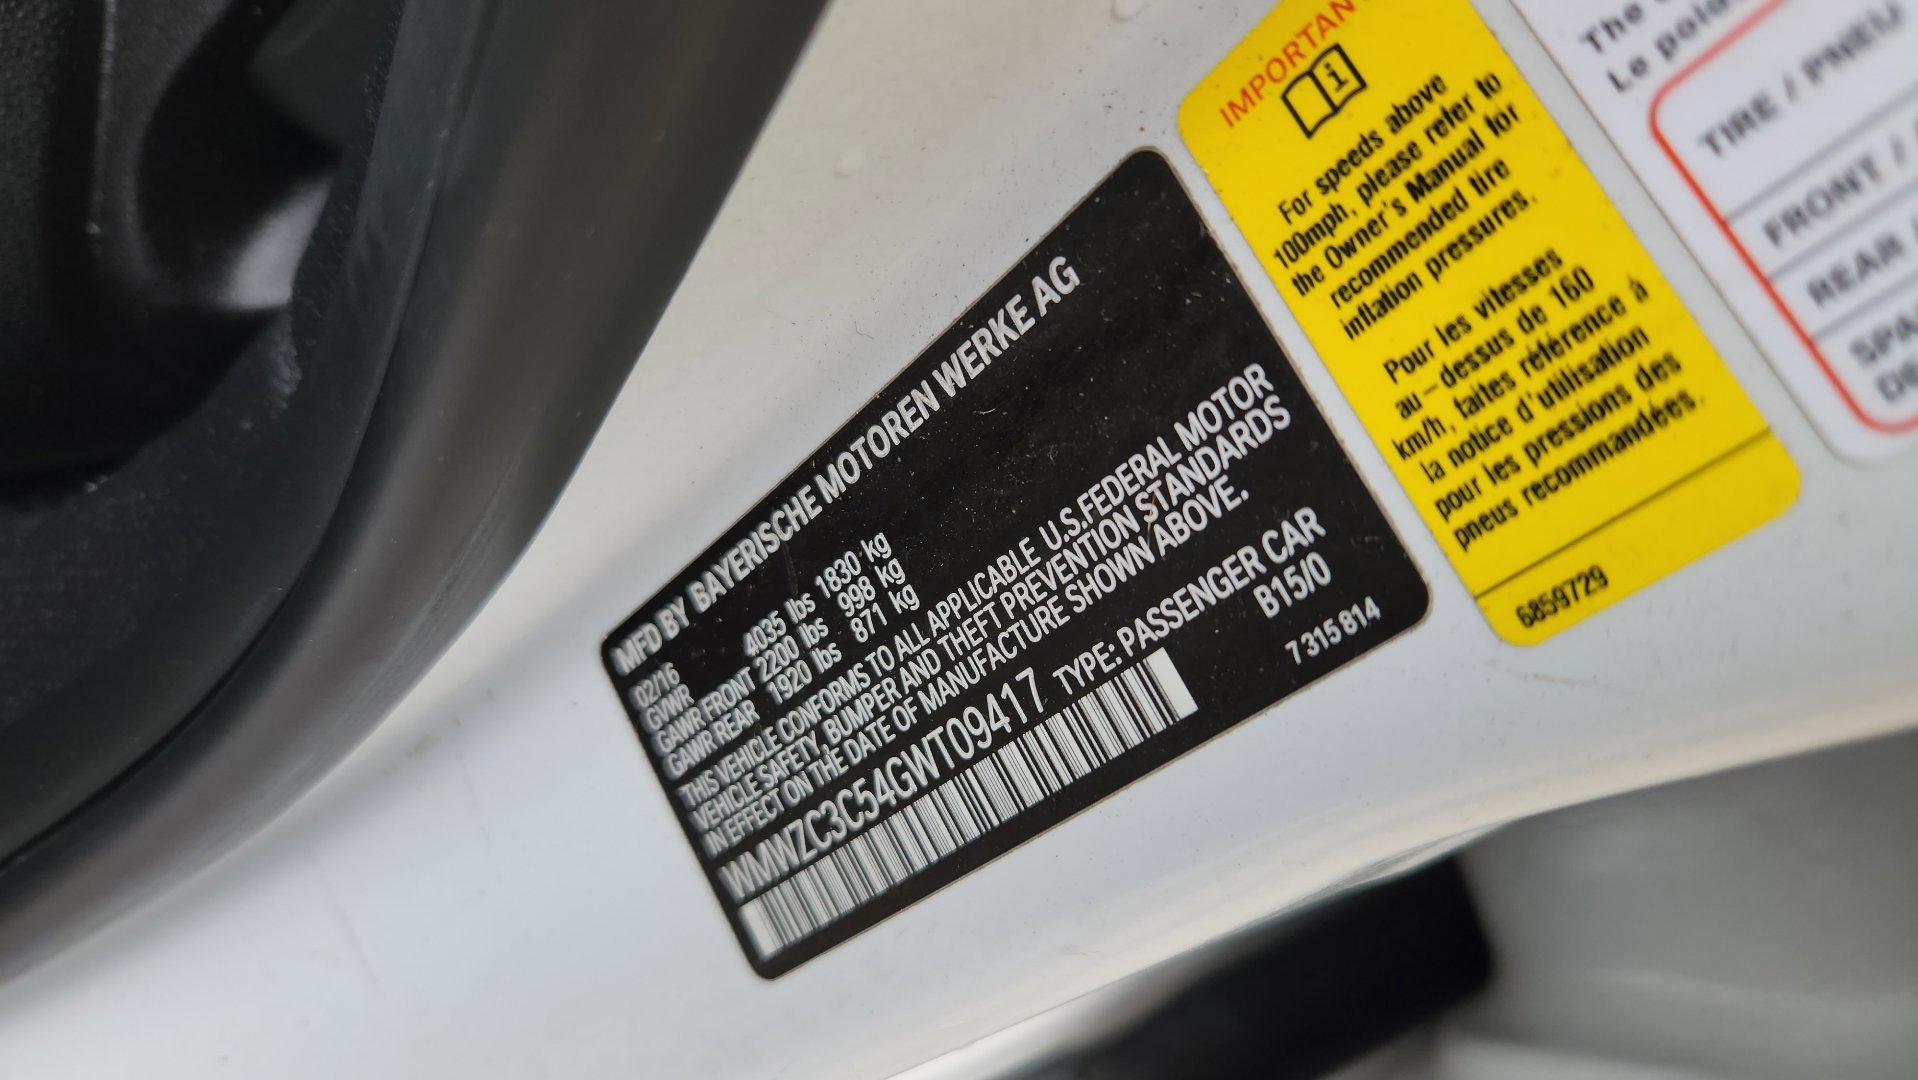 MFD BY BAYERISCHE MOTOREN WERKE AG
02/16
GVWR 4035 lbs 1830 kg
GAWR FRONT 2200 lbs 998 kg
GAWR REAR 1920 lbs 871 kg
THIS VEHICLE CONFORMS TO ALL APPLICABLE U.S.FEDERAL MOTOR
VEHICLE SAFETY, BUMPER AND THEFT PREVENTION STANDARDS
IN EFFECT ON THE DATE OF MANUFACTURE SHOWN ABOVE.
WMWZC3C54GWT09417 TYPE: PASSENGER CAR
B15/0
7 315 814
IMPORTAN
i
For speeds above
100mph, please refer to
the Owner's Manual for
recommended tire
inflation pressures.
Pour les vitesses
au-dessus de 160
km/h, faites référence à
la notice d'utilisation
pour les pressions des
pneus recommandées.
6859729
The
Le
TIRE / PNEU
FRONT /
REAR /